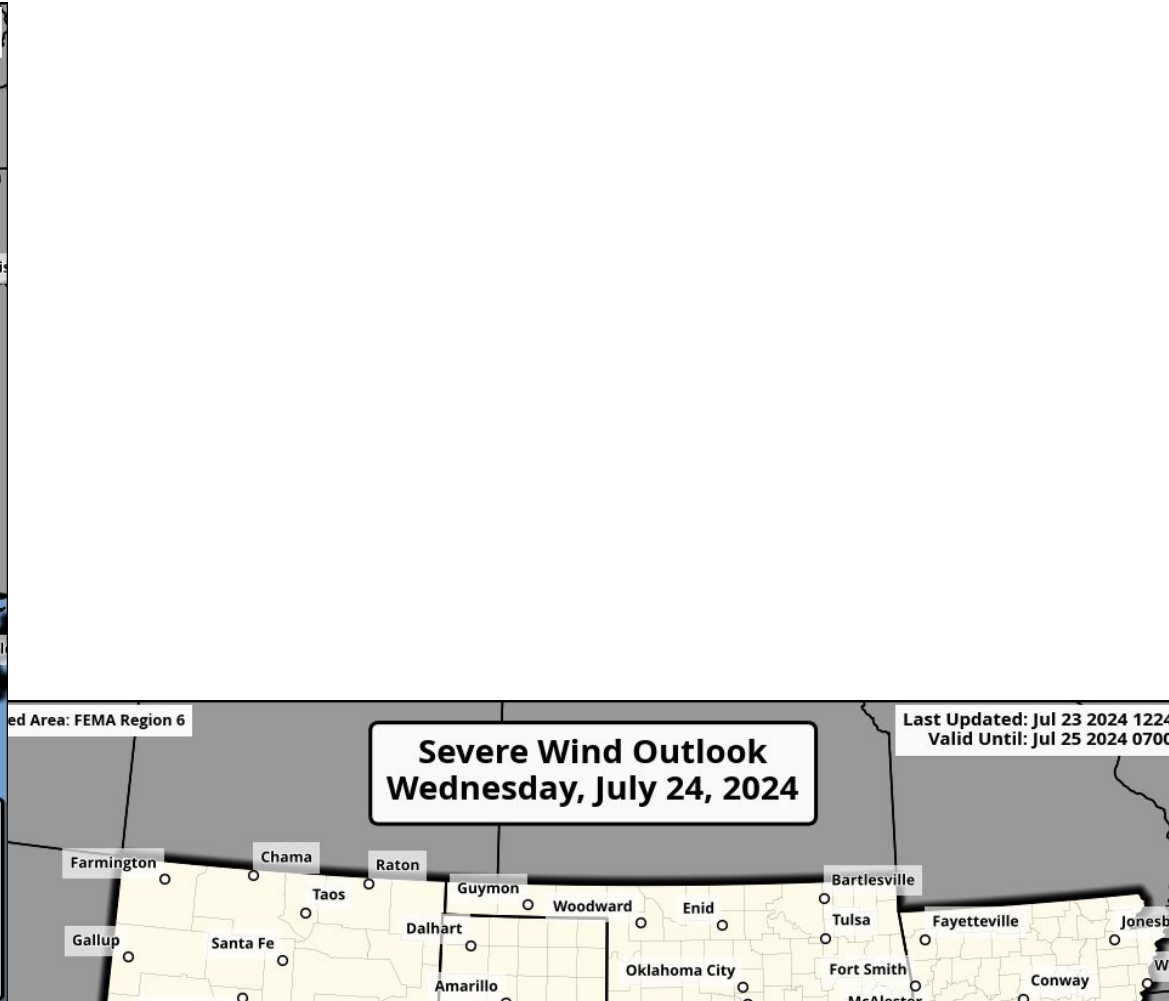 ed Area: FEMA Region 6
Last Updated: Jul 23 2024 1224
Valid Until: Jul 25 2024 0700
Severe Wind Outlook
Wednesday, July 24, 2024
Farmington
Chama
Raton
Taos
Guymon
Woodward
Enid
Bartlesville
Tulsa
Fayetteville
Jonesb
Dalhart
Gallup
Santa Fe
Oklahoma City
Fort Smith
Amarillo
Conway
McAlester
W